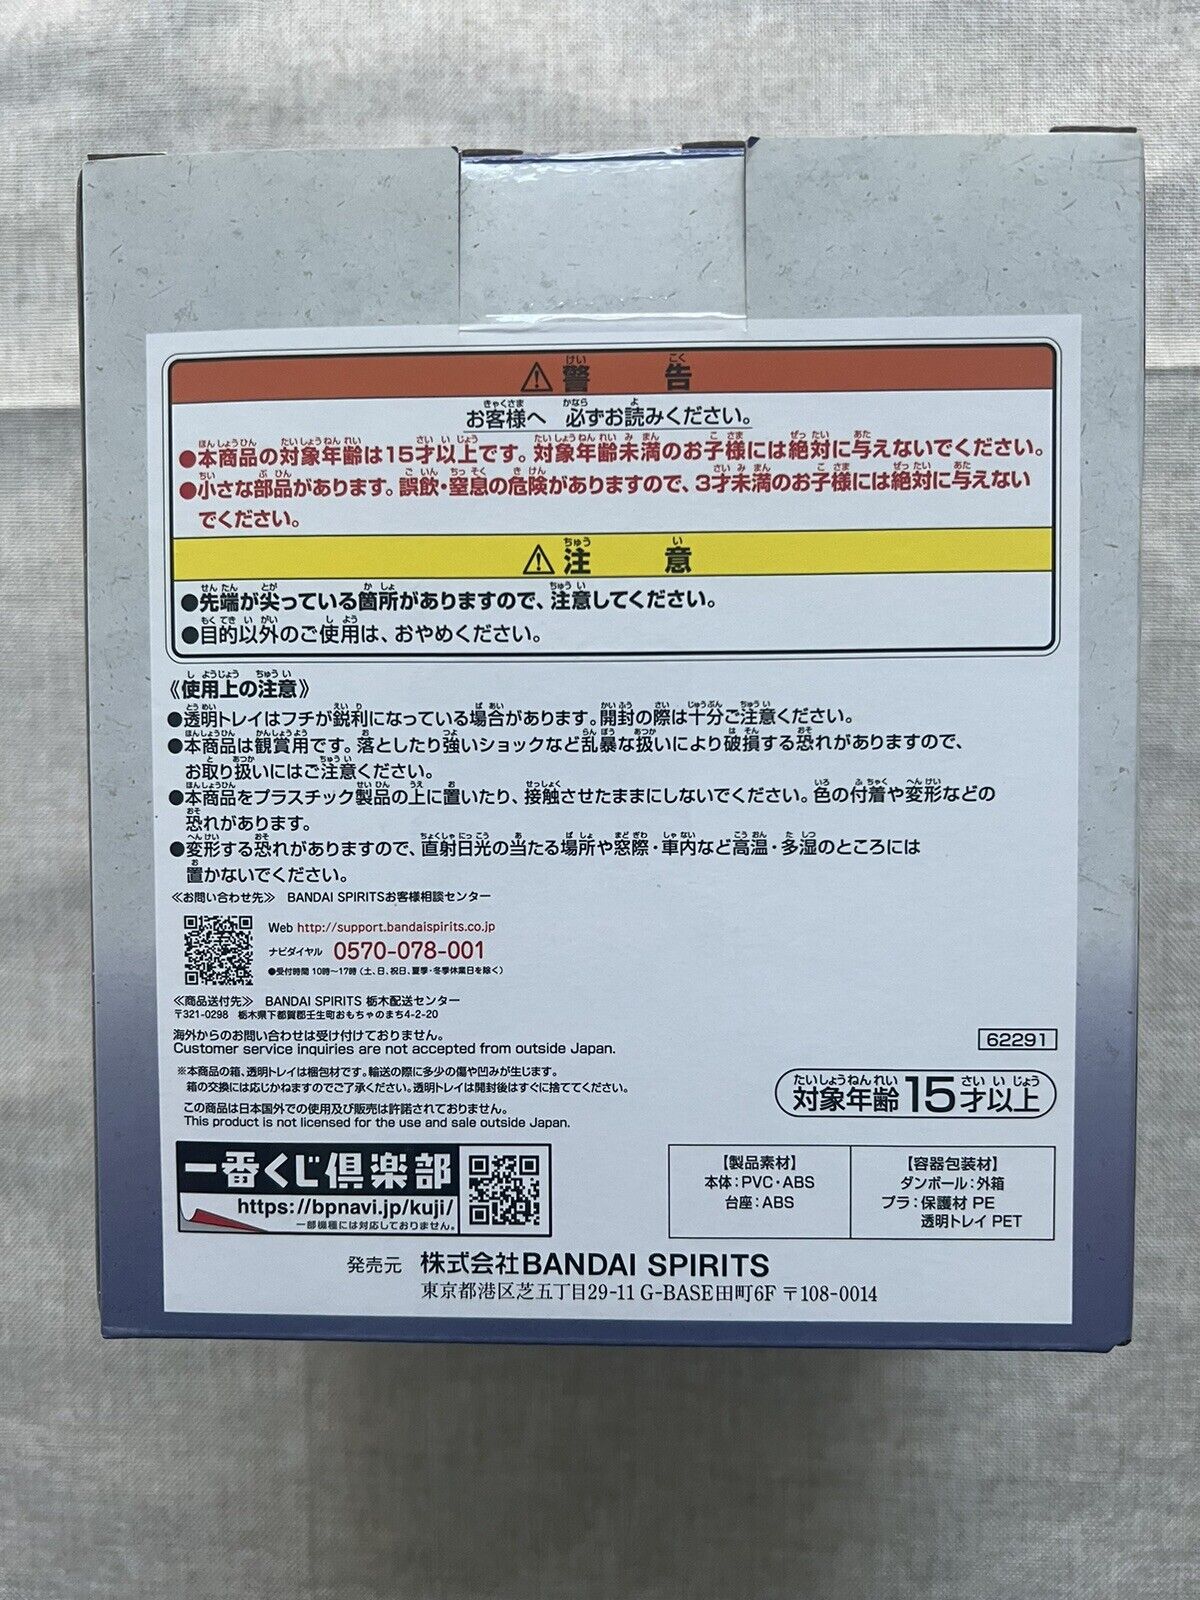 ⚠警告
お客様へ 必ずお読みください。
●本商品の対象年齢は15才以上です。対象年齢未満のお子様には絶対に与えないでください。
●小さな部品があります。誤飲・窒息の危険がありますので、3才未満のお子様には絶対に与えない
でください。
⚠注意
●先端が尖っている箇所がありますので、注意してください。
●目的以外のご使用は、おやめください。
《使用上の注意》
●透明トレイはフチが鋭利になっている場合があります。開封の際は十分ご注意ください。
●本商品は観賞用です。落としたり強いショックなど乱暴な扱いにより破損する恐れがありますので、
お取り扱いにはご注意ください。
●本商品をプラスチック製品の上に置いたり、接触させたままにしないでください。色の付着や変形などの
恐れがあります。
●変形する恐れがありますので、直射日光の当たる場所や窓際・車内など高温・多湿のところには
置かないでください。
≪お問い合わせ先≫ BANDAI SPIRITSお客様相談センター
Web http://support.bandaispirits.co.jp
ナビダイヤル 0570-078-001
●受付時間 10時〜17時(土、日、祝日、夏季・冬季休業日を除く)
≪商品送付先≫ BANDAI SPIRITS 栃木配送センター
〒321-0298 栃木県下都賀郡壬生町おもちゃのまち4-2-20
海外からのお問い合わせは受け付けておりません。
Customer service inquiries are not accepted from outside Japan.
62291
※本商品の箱、透明トレイは梱包材です。輸送の際に多少の傷や凹みが生じます。
箱の交換には応じかねますのでご了承ください。透明トレイは開封後はすぐに捨ててください。
対象年齢15才以上
この商品は日本国外での使用及び販売は許諾されておりません。
This product is not licensed for the use and sale outside Japan.
一番くじ倶楽部
https://bpnavi.jp/kuji/
一部機種には対応しておりません。
【製品素材】
本体:PVC・ABS
台座:ABS
【容器包装材】
ダンボール:外箱
プラ:保護材 PE
透明トレイ PET
発売元 株式会社BANDAI SPIRITS
東京都港区芝五丁目29-11 G-BASE田町6F 〒108-0014